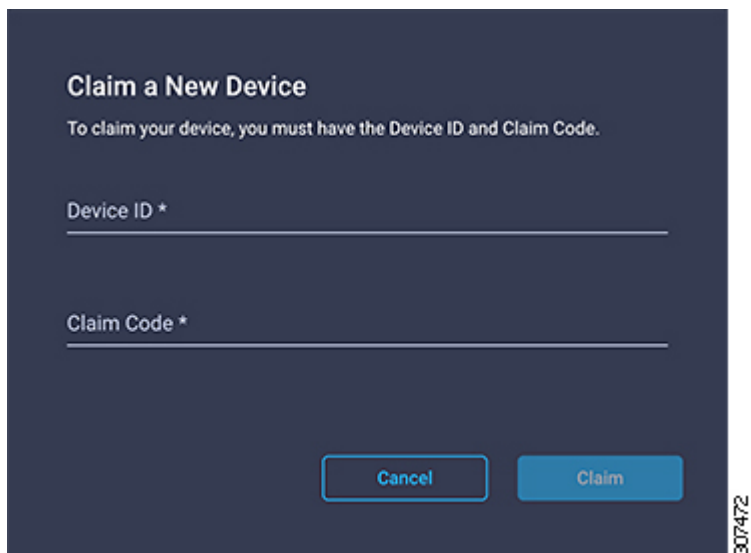 Claim a New Device
To claim your device, you must have the Device ID and Claim Code.
Device ID *
Claim Code *
Cancel
Claim
307472